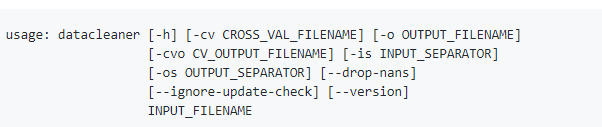 usage: datacleaner [-h] [-cv CROSS_VAL_FILENAME] [-o OUTPUT_FILENAME]
                   [-cvo CV_OUTPUT_FILENAME] [-is INPUT_SEPARATOR]
                   [-os OUTPUT_SEPARATOR] [--drop-nans]
                   [--ignore-update-check] [--version]
                   INPUT_FILENAME